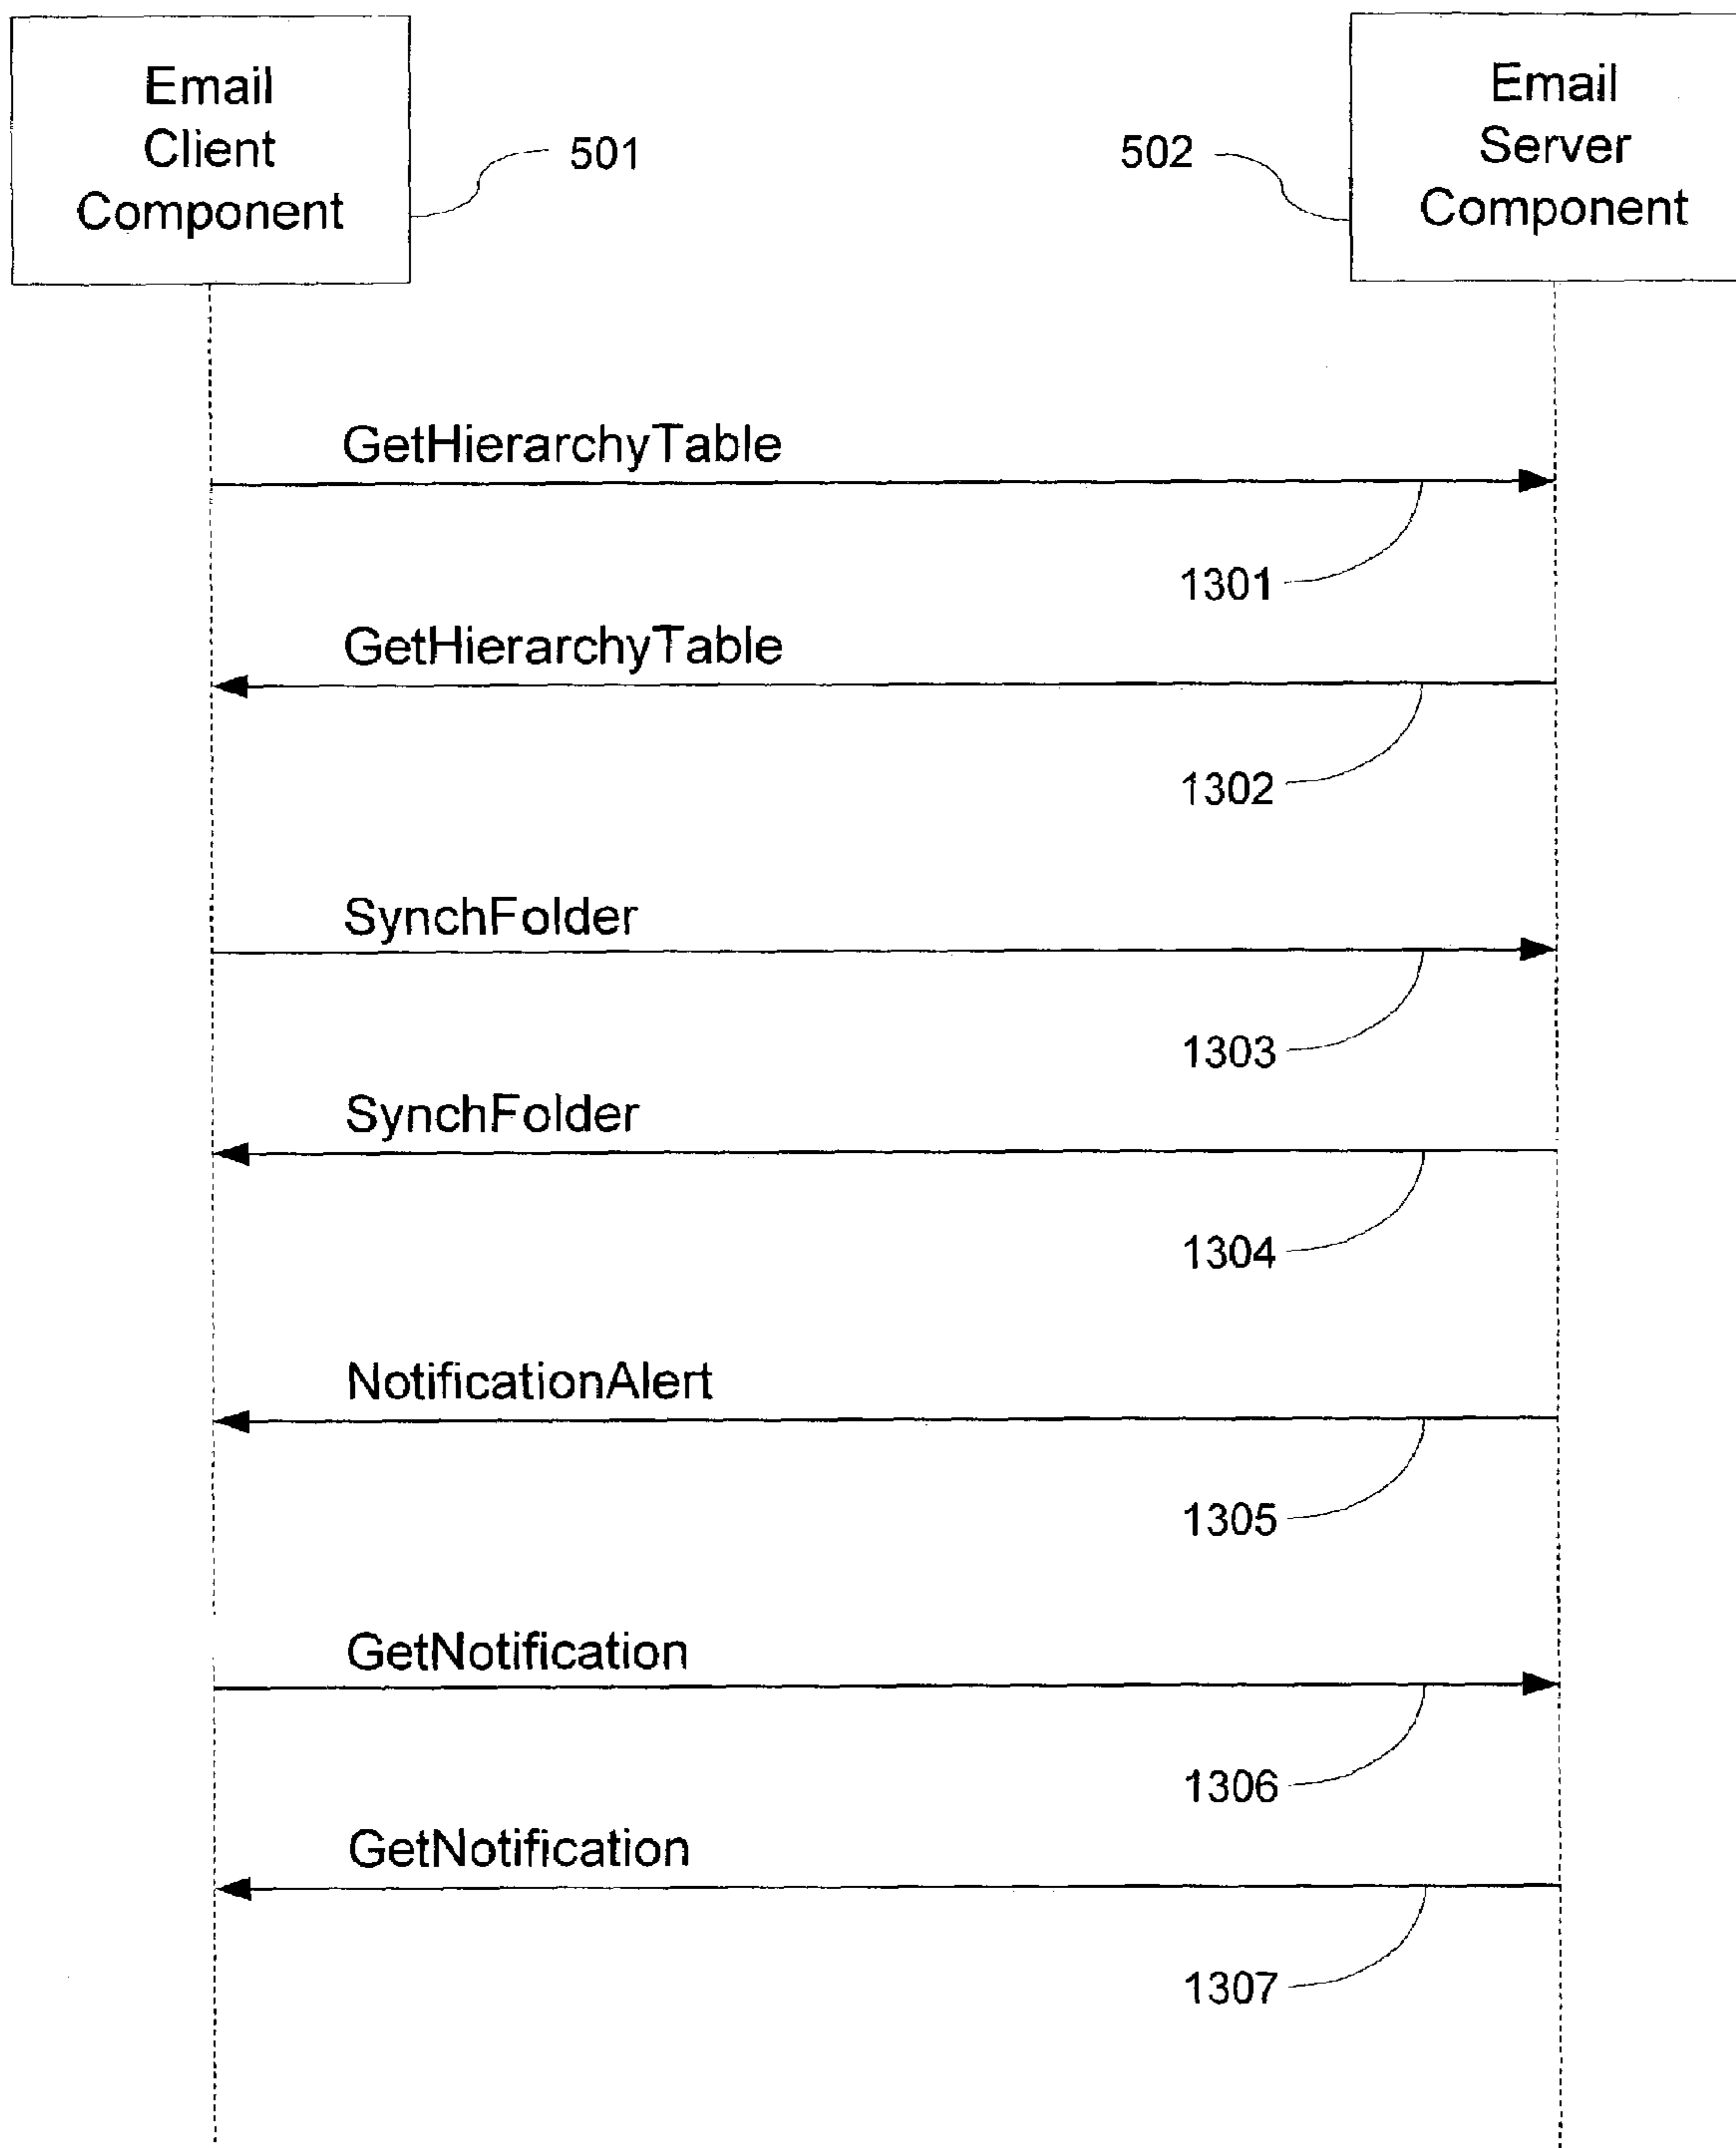 Email
Client
Component
501
502
Email
Server
Component
GetHierarchyTable
1301
GetHierarchyTable
1302
SynchFolder
1303
SynchFolder
1304
NotificationAlert
1305
GetNotification
1306
GetNotification
1307